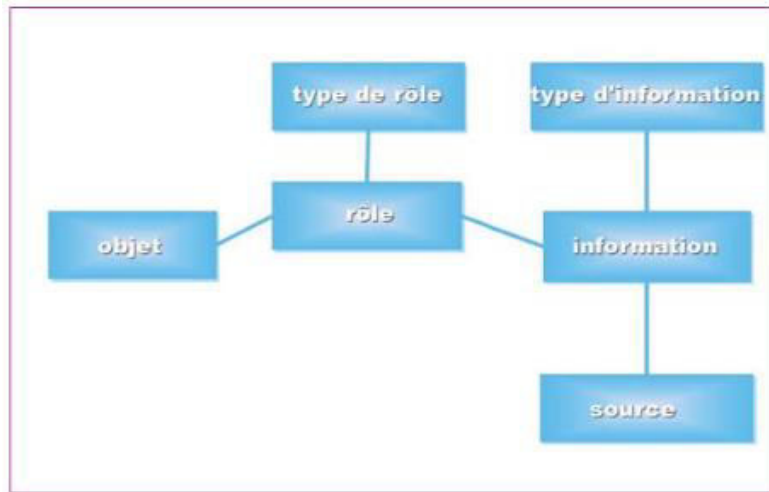 type de rôle
type d'information
rôle
objet
information
source